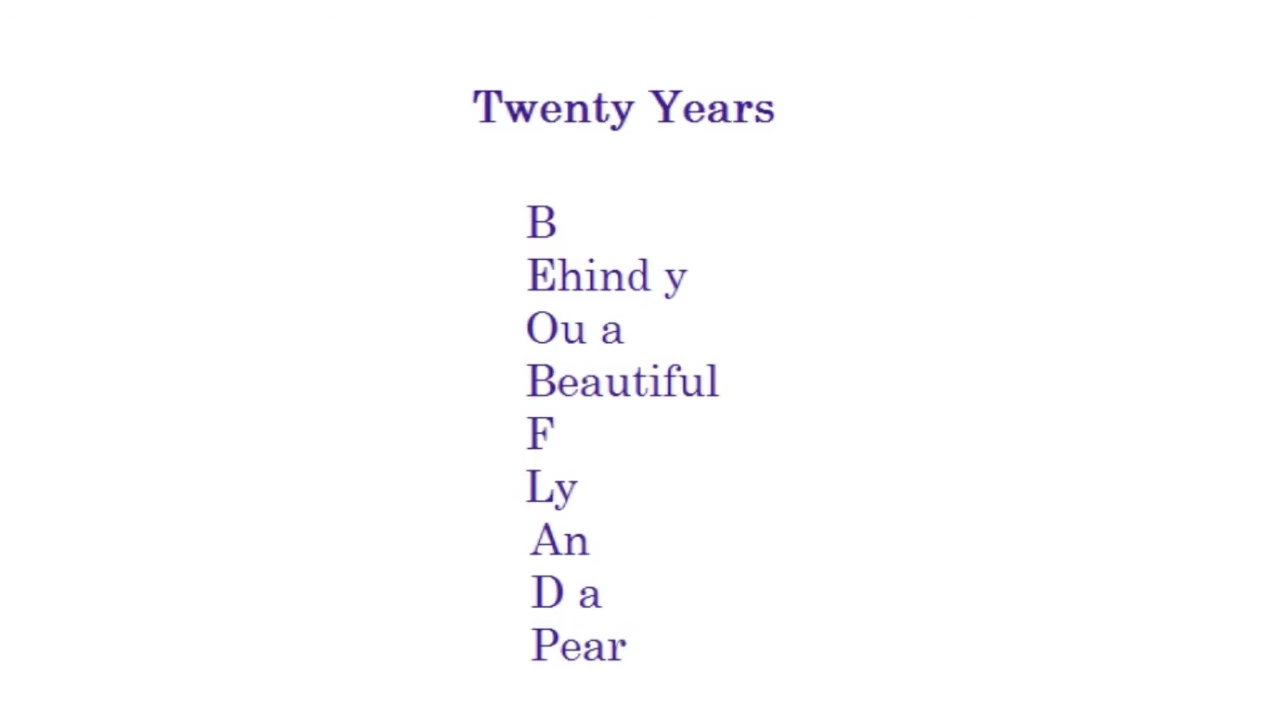 Twenty Years
B
Ehind y
Ou a
Beautiful
F
Ly
An
D a
Pear